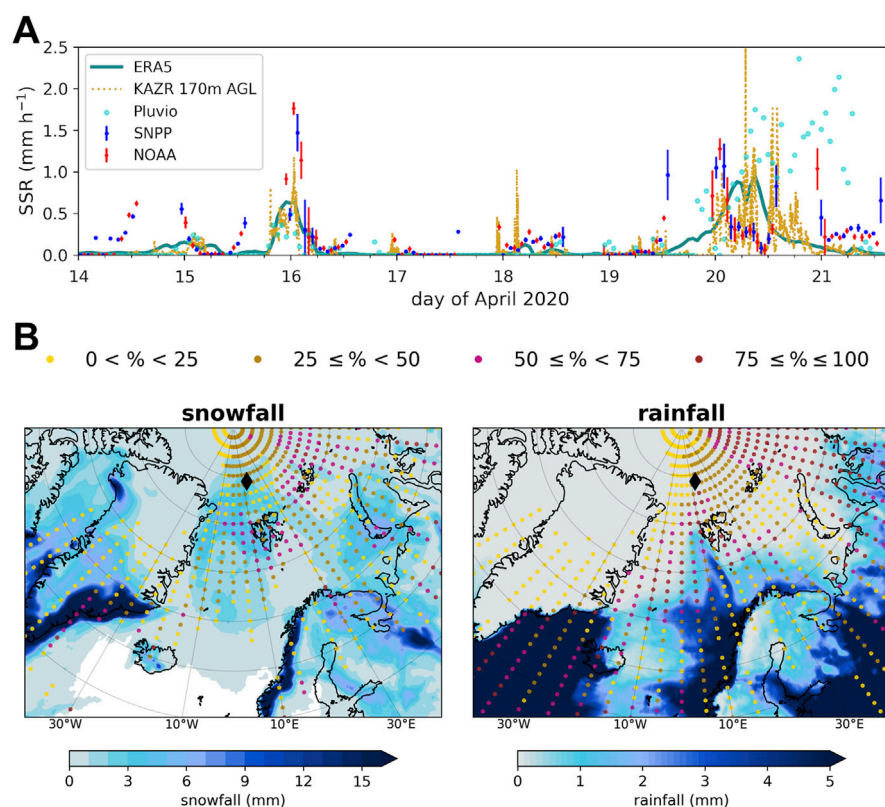 A
SSR (mm h⁻¹)
2.5
2.0
1.5
1.0
0.5
0.0
ERA5
KAZR 170m AGL
Pluvio
SNPP
NOAA
14 15 16 17 18 19 20 21
day of April 2020
B
0 < % < 25 25 ≤ % < 50 50 ≤ % < 75 75 ≤ % ≤ 100
snowfall rainfall
30°W 10°W 10°E 30°E 30°W 10°W 10°E 30°E
0 3 6 9 12 15 0 1 2 3 4 5
snowfall (mm) rainfall (mm)